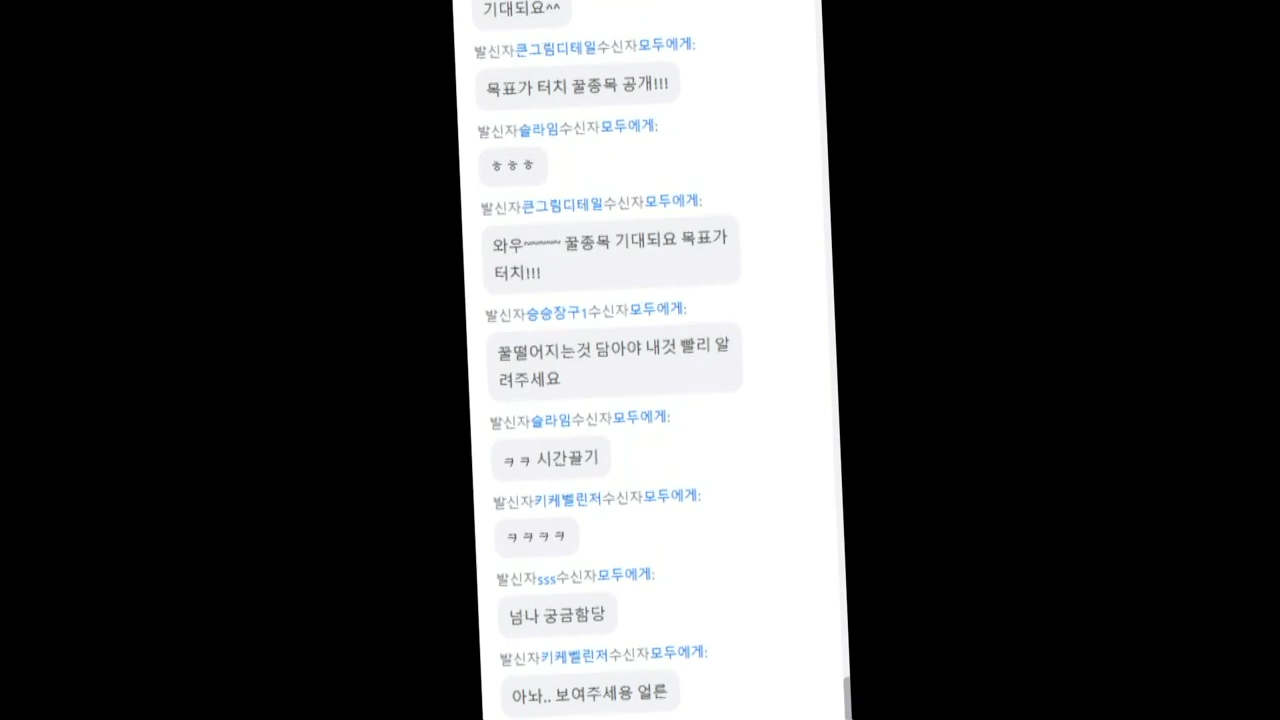 기대되요^^
발신자큰그림디테일수신자모두에게:
목표가 터치 꿀종목 공개!!!
발신자슬라임수신자모두에게:
ㅎㅎㅎ
발신자큰그림디테일수신자모두에게:
와우~~~~~ 꿀종목 기대되요 목표가
터치!!!
발신자승승장구1수신자모두에게:
꿀떨어지는것 담아야 내것 빨리 알
려주세요
발신자슬라임수신자모두에게:
ㅋㅋ 시간끌기
발신자키케벨린저수신자모두에게:
ㅋㅋㅋㅋ
발신자sss수신자모두에게:
넘나 궁금함당
발신자키케벨린저수신자모두에게:
아놔.. 보여주세용 얼른